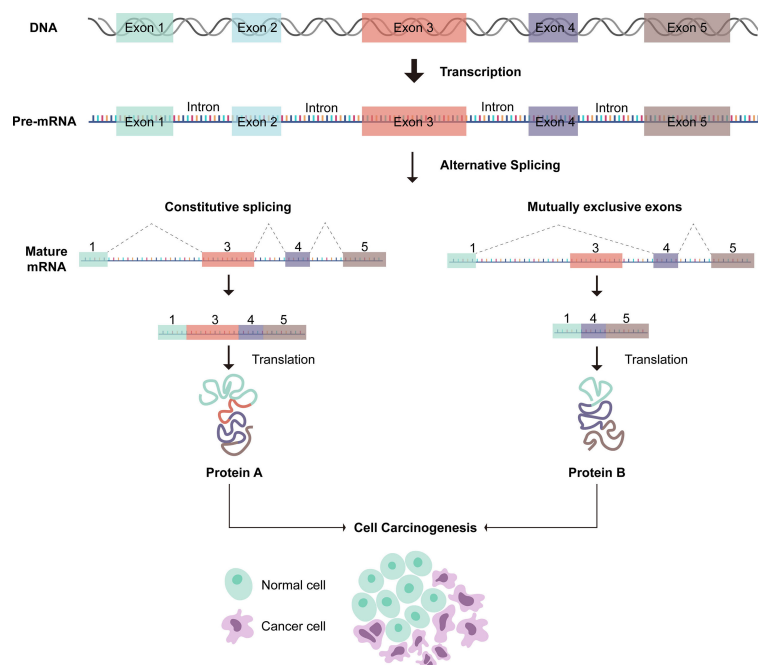 DNA
Exon 1 Exon 2 Exon 3 Exon 4 Exon 5
Transcription
Intron Intron Intron Intron
Pre-mRNA
Exon 1 Exon 2 Exon 3 Exon 4 Exon 5
Alternative Splicing
Constitutive splicing
Mutually exclusive exons
Mature
mRNA
1 3 4 5
1 3 4 5
1 3 4 5
1 4 5
Translation
Translation
Protein A
Protein B
Cell Carcinogenesis
Normal cell
Cancer cell